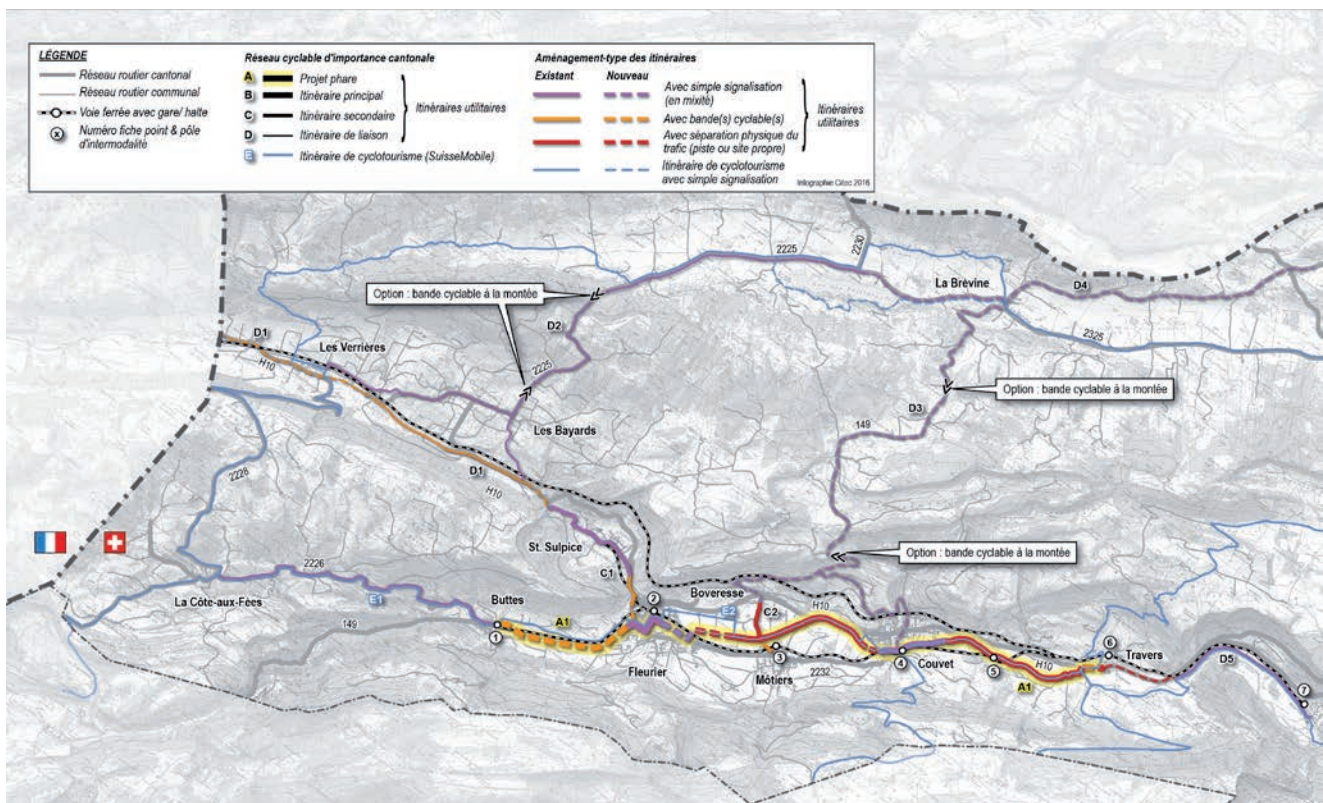 LÉGENDE
Réseau routier cantonal
Réseau routier communal
Voie ferrée avec gare/ halte
x Numéro fiche point & pôle
d'intermodalité
Réseau cyclable d'importance cantonale
A Projet phare
B Itinéraire principal
C Itinéraire secondaire
D Itinéraire de liaison
Itinéraires utilitaires
E Itinéraire de cyclotourisme (SuisseMobile)
Aménagement-type des itinéraires
Existant Nouveau
Avec simple signalisation
(en mixité)
Avec bande(s) cyclable(s)
Avec séparation physique du
trafic (piste ou site propre)
Itinéraires
utilitaires
Itinéraire de cyclotourisme
avec simple signalisation
Infographie Citec 2016
2225
2230
La Brévine
D4
Option : bande cyclable à la montée
D2
2325
D1
Les Verrières
H10
2225
Option : bande cyclable à la montée
D3
149
Les Bayards
D1
H10
2228
St. Sulpice
Option : bande cyclable à la montée
2226
C1
La Côte-aux-Fées
E1
Buttes
A1
2
Boveresse
E2
C2
H10
149
1
Fleurier
3
Môtiers
2232
4
Couvet
5
H10
A1
6
Travers
D5
7